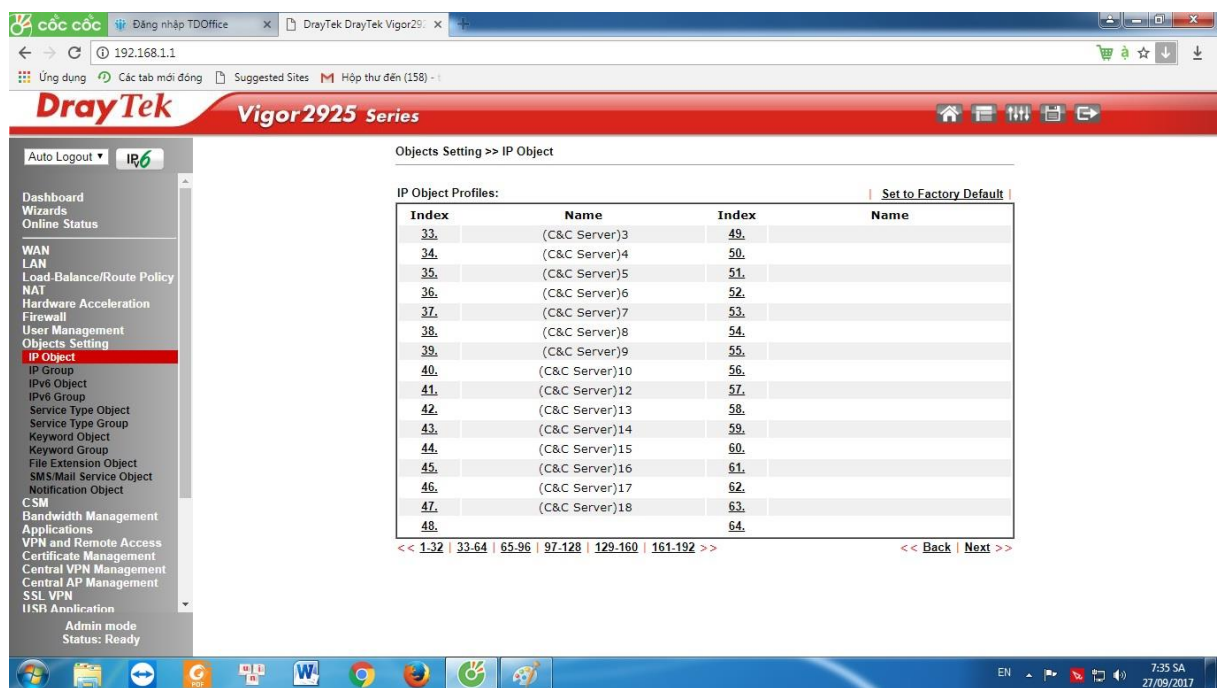 cốc cốc Đăng nhập TDOffice DrayTek DrayTek Vigor29
192.168.1.1
Ứng dụng Các tab mới đóng Suggested Sites Hộp thư đến (158) -
DrayTek Vigor2925 Series
Auto Logout IPv6
Dashboard
Wizards
Online Status
WAN
LAN
Load-Balance/Route Policy
NAT
Hardware Acceleration
Firewall
User Management
Objects Setting
IP Object
IP Group
IPv6 Object
IPv6 Group
Service Type Object
Service Type Group
Keyword Object
Keyword Group
File Extension Object
SMS/Mail Service Object
Notification Object
CSM
Bandwidth Management
Applications
VPN and Remote Access
Certificate Management
Central VPN Management
Central AP Management
SSL VPN
USB Application
Admin mode
Status: Ready
Objects Setting >> IP Object
IP Object Profiles: | Set to Factory Default |
Index Name Index Name
33. (C&C Server)3 49.
34. (C&C Server)4 50.
35. (C&C Server)5 51.
36. (C&C Server)6 52.
37. (C&C Server)7 53.
38. (C&C Server)8 54.
39. (C&C Server)9 55.
40. (C&C Server)10 56.
41. (C&C Server)12 57.
42. (C&C Server)13 58.
43. (C&C Server)14 59.
44. (C&C Server)15 60.
45. (C&C Server)16 61.
46. (C&C Server)17 62.
47. (C&C Server)18 63.
48. 64.
<< 1-32 | 33-64 | 65-96 | 97-128 | 129-160 | 161-192 >> << Back | Next >>
EN 7:35 SA
27/09/2017